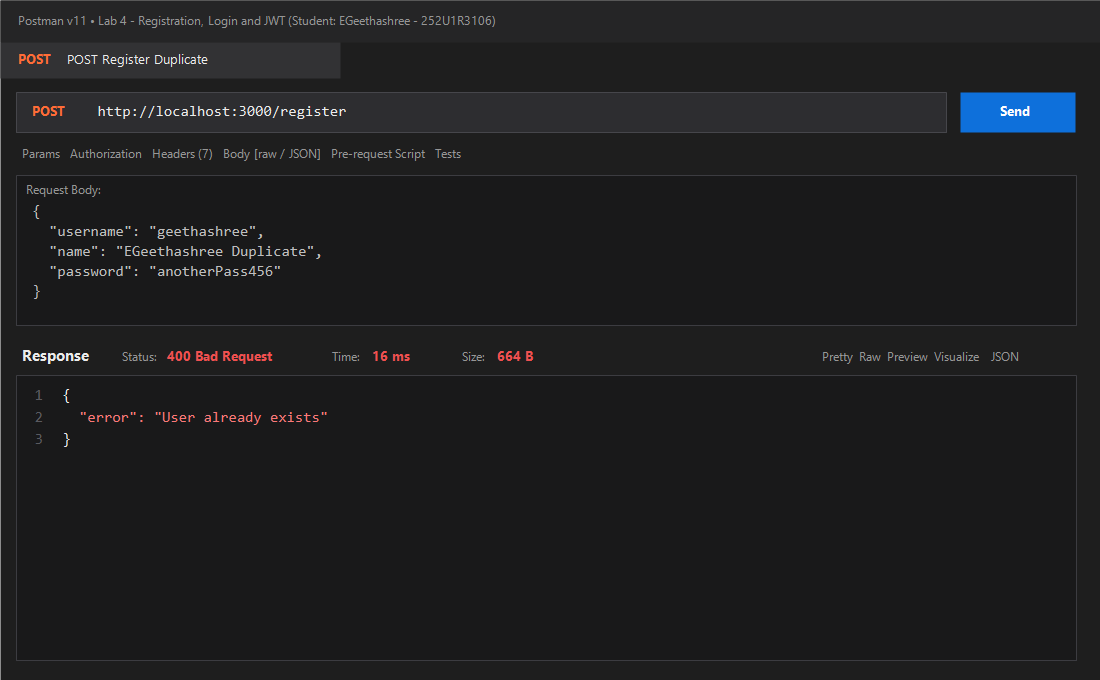 Postman v11 • Lab 4 - Registration, Login and JWT (Student: EGeethashree - 252U1R3106)
POST POST Register Duplicate
POST http://localhost:3000/register Send
Params Authorization Headers (7) Body [raw / JSON] Pre-request Script Tests
Request Body:
{
"username": "geethashree",
"name": "EGeethashree Duplicate",
"password": "anotherPass456"
}
Response Status: 400 Bad Request Time: 16 ms Size: 664 B Pretty Raw Preview Visualize JSON
1 {
2 "error": "User already exists"
3 }